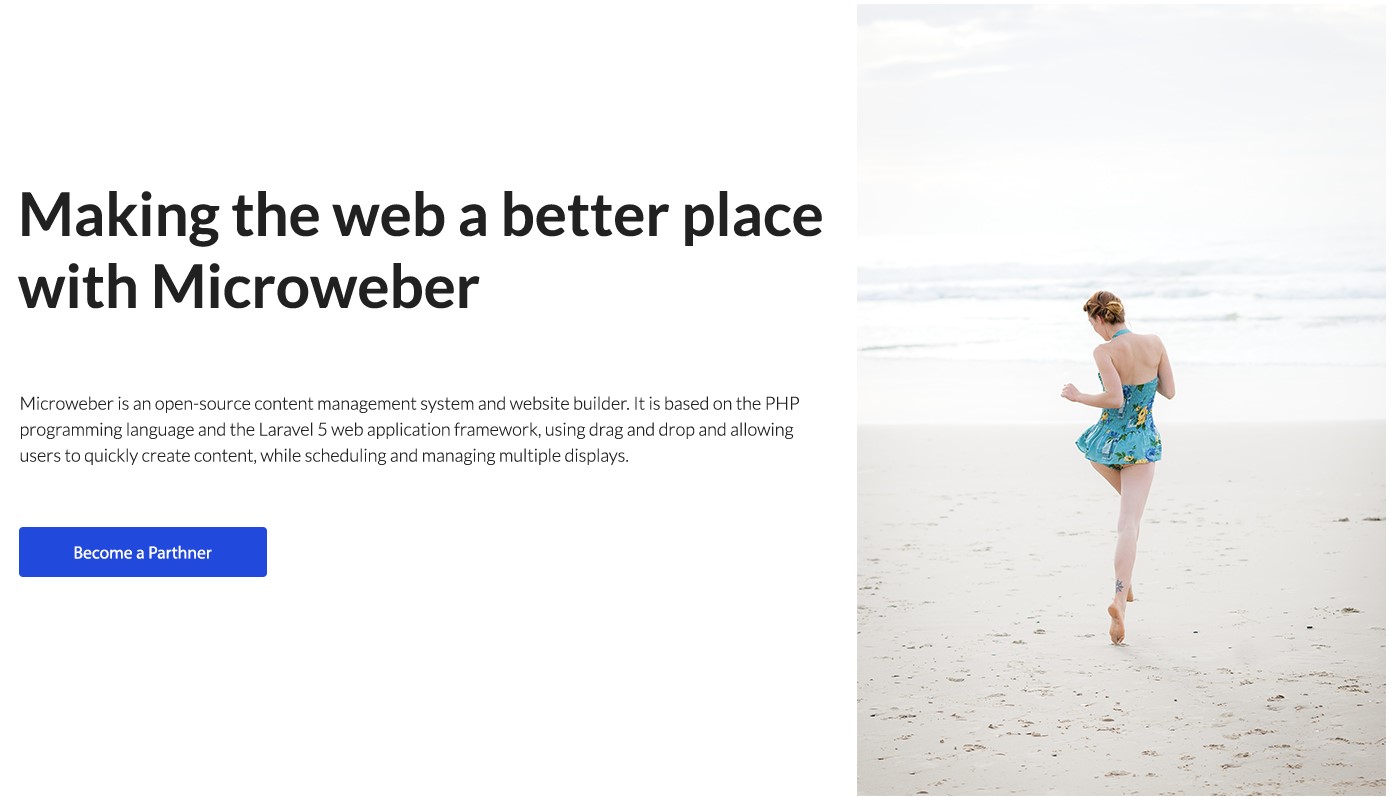 Making the web a better place
with Microweber
Microweber is an open-source content management system and website builder. It is based on the PHP
programming language and the Laravel 5 web application framework, using drag and drop and allowing
users to quickly create content, while scheduling and managing multiple displays.
Become a Parthner